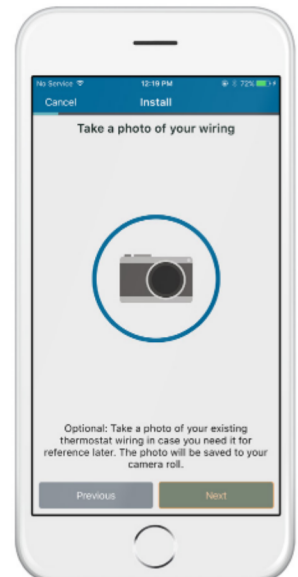 No Service 12:19 PM 72%
Cancel Install
Take a photo of your wiring
Optional: Take a photo of your existing
thermostat wiring in case you need it for
reference later. The photo will be saved to your
camera roll.
Previous Next